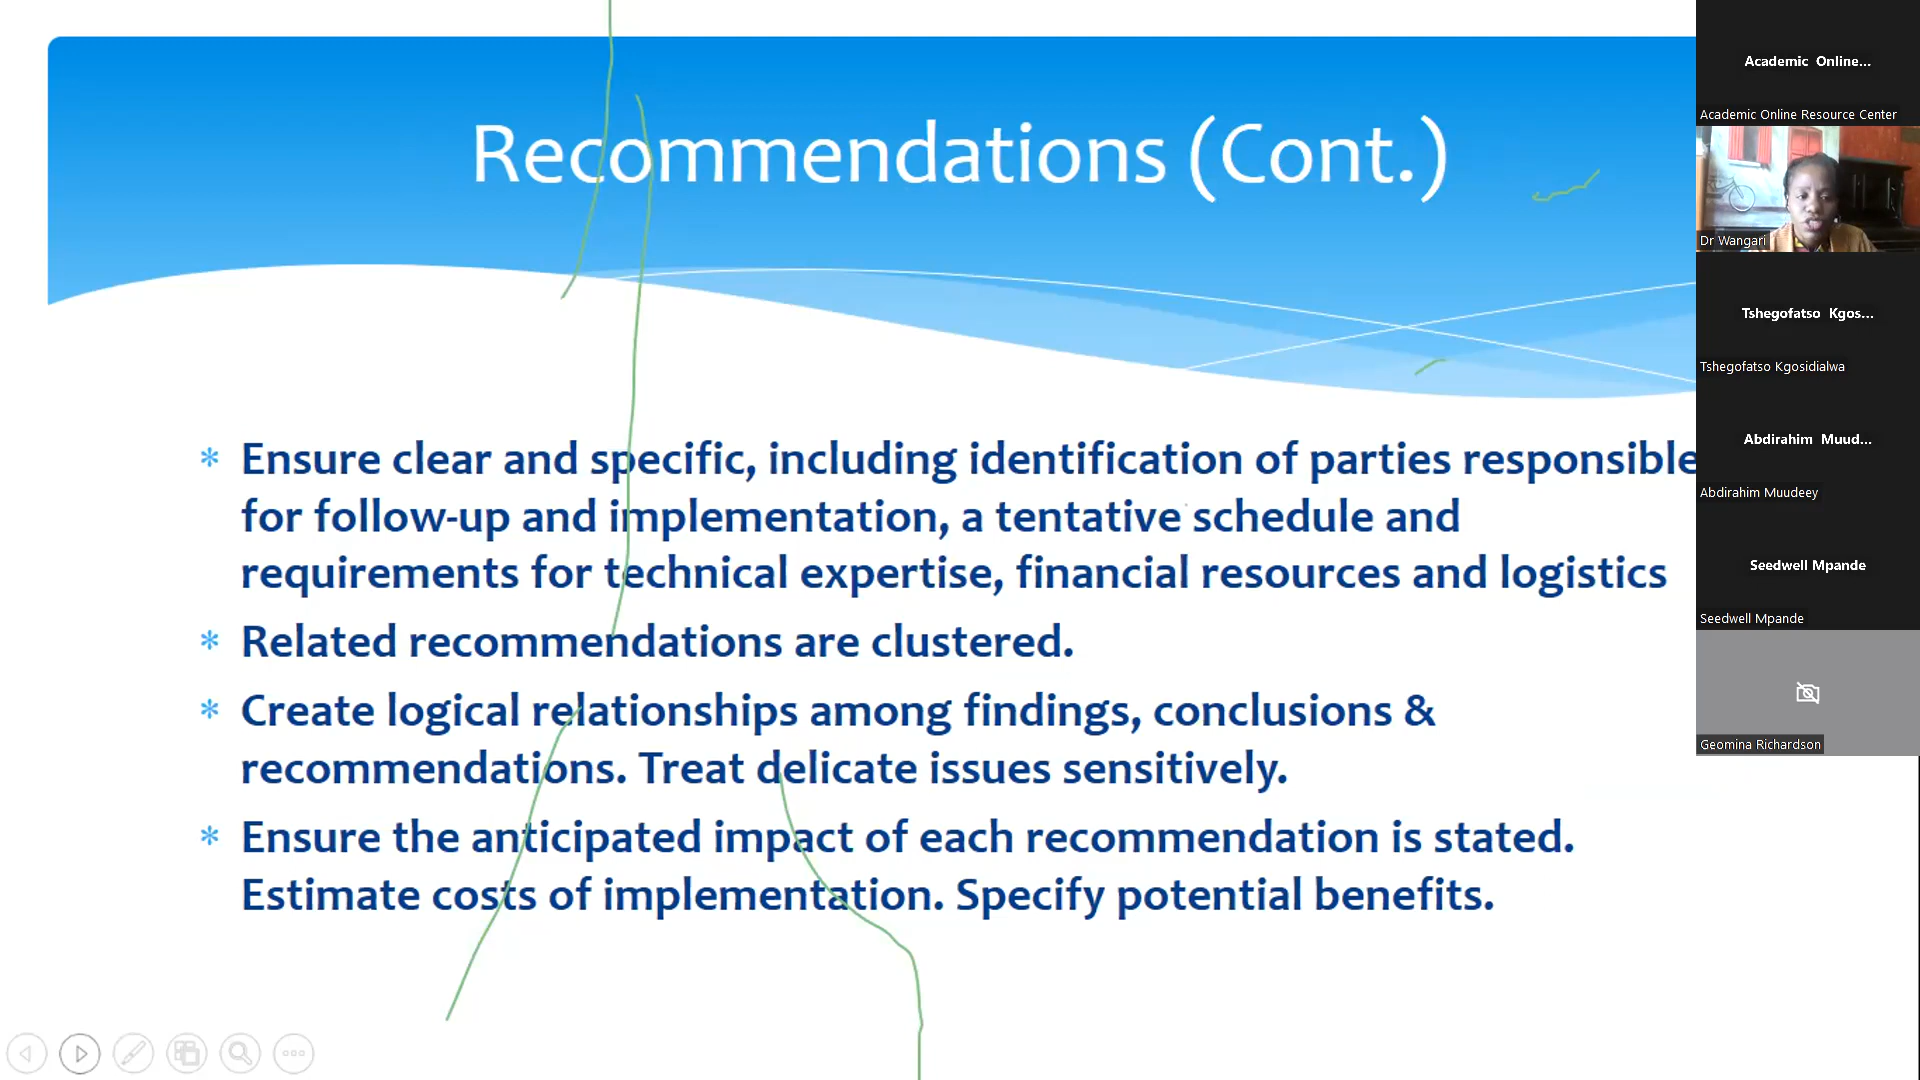 Recommendations (Cont.)
* Ensure clear and specific, including identification of parties responsible
for follow-up and implementation, a tentative schedule and
requirements for technical expertise, financial resources and logistics
* Related recommendations are clustered.
* Create logical relationships among findings, conclusions &
recommendations. Treat delicate issues sensitively.
* Ensure the anticipated impact of each recommendation is stated.
Estimate costs of implementation. Specify potential benefits.
Academic Online...
Academic Online Resource Center
Dr Wangari
Tshegofatso Kgos...
Tshegofatso Kgosidialwa
Abdirahim Muud...
Abdirahim Muudeey
Seedwell Mpande
Seedwell Mpande
Geomina Richardson